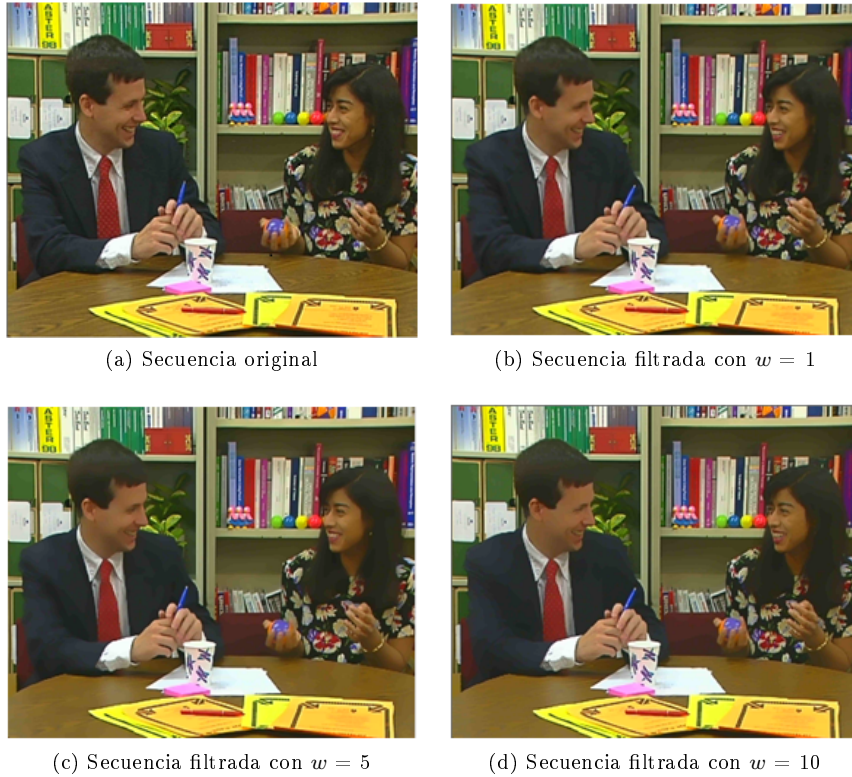 ASTER
98
ASTER
98
(a) Secuencia original
(b) Secuencia filtrada con w = 1
ASTER
98
ASTER
98
(c) Secuencia filtrada con w = 5
(d) Secuencia filtrada con w = 10